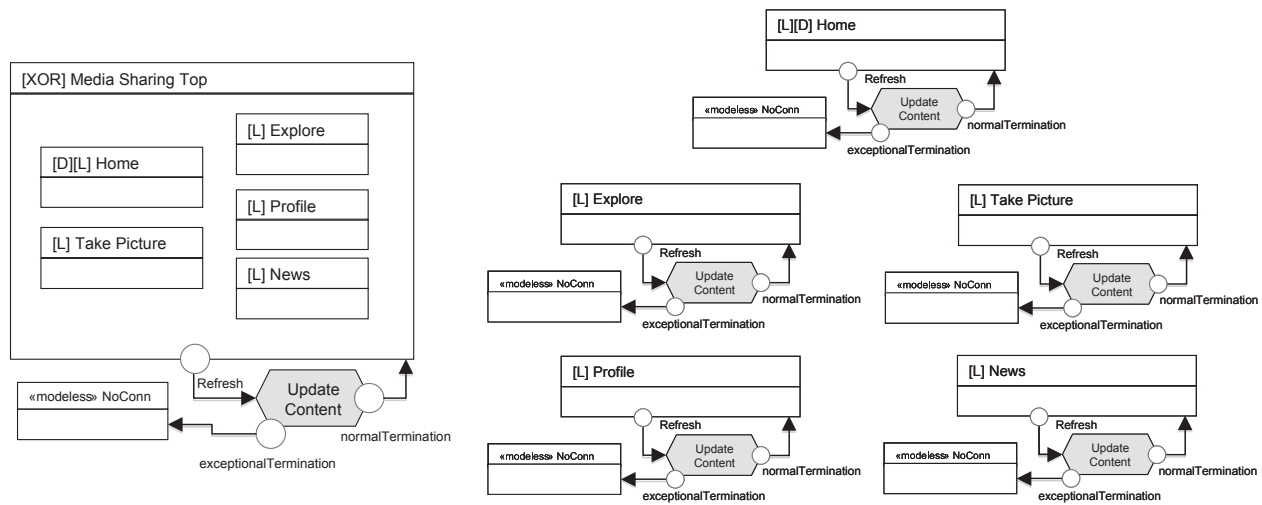 [XOR] Media Sharing Top
[D][L] Home
[L] Take Picture
[L] Explore
[L] Profile
[L] News
Refresh
Update
Content
normalTermination
exceptionalTermination
«modeless» NoConn
[L][D] Home
Refresh
Update
Content
normalTermination
exceptionalTermination
«modeless» NoConn
[L] Explore
Refresh
Update
Content
normalTermination
exceptionalTermination
«modeless» NoConn
[L] Take Picture
Refresh
Update
Content
normalTermination
exceptionalTermination
«modeless» NoConn
[L] Profile
Refresh
Update
Content
normalTermination
exceptionalTermination
«modeless» NoConn
[L] News
Refresh
Update
Content
normalTermination
exceptionalTermination
«modeless» NoConn